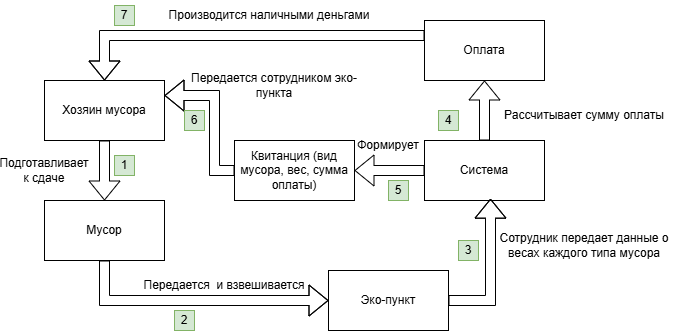 7
Производится наличными деньгами
Оплата
Хозяин мусора
Передается сотрудником эко-
пункта
6
4
Рассчитывает сумму оплаты
Подготавливает
к сдаче
1
Квитанция (вид
мусора, вес, сумма
оплаты)
Формирует
5
Система
Мусор
3
Сотрудник передает данные о
весах каждого типа мусора
Передается  и взвешивается
2
Эко-пункт